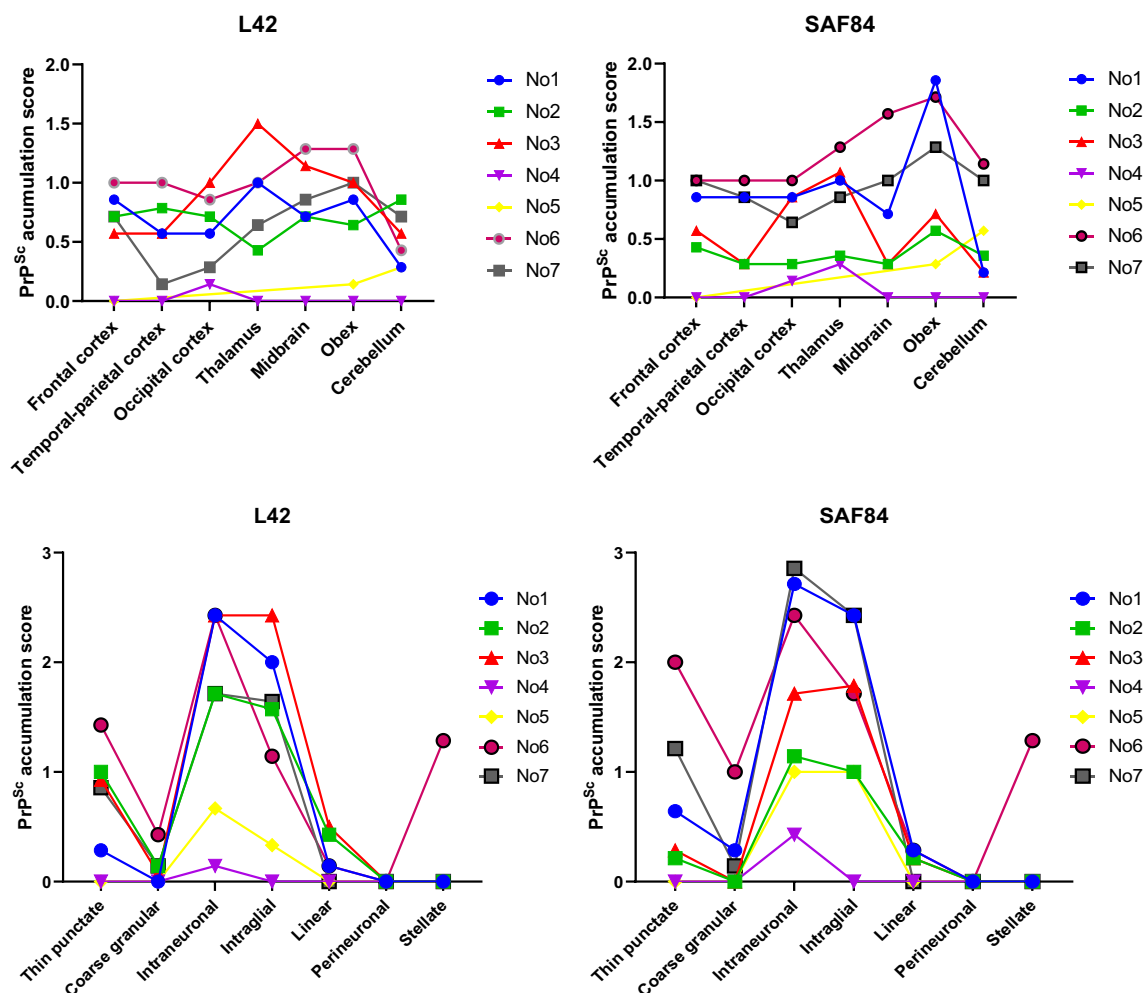 L42
PrPSc accumulation score
2.0
1.5
1.0
0.5
0.0
Frontal cortex
Temporal-parietal cortex
Occipital cortex
Thalamus
Midbrain
Obex
Cerebellum
No1
No2
No3
No4
No5
No6
No7
SAF84
PrPSc accumulation score
2.0
1.5
1.0
0.5
0.0
Frontal cortex
Temporal-parietal cortex
Occipital cortex
Thalamus
Midbrain
Obex
Cerebellum
No1
No2
No3
No4
No5
No6
No7
L42
PrPSc accumulation score
3
2
1
0
Thin punctate
Coarse granular
Intraneuronal
Intraglial
Linear
Perineuronal
Stellate
No1
No2
No3
No4
No5
No6
No7
SAF84
PrPSc accumulation score
3
2
1
0
Thin punctate
Coarse granular
Intraneuronal
Intraglial
Linear
Perineuronal
Stellate
No1
No2
No3
No4
No5
No6
No7